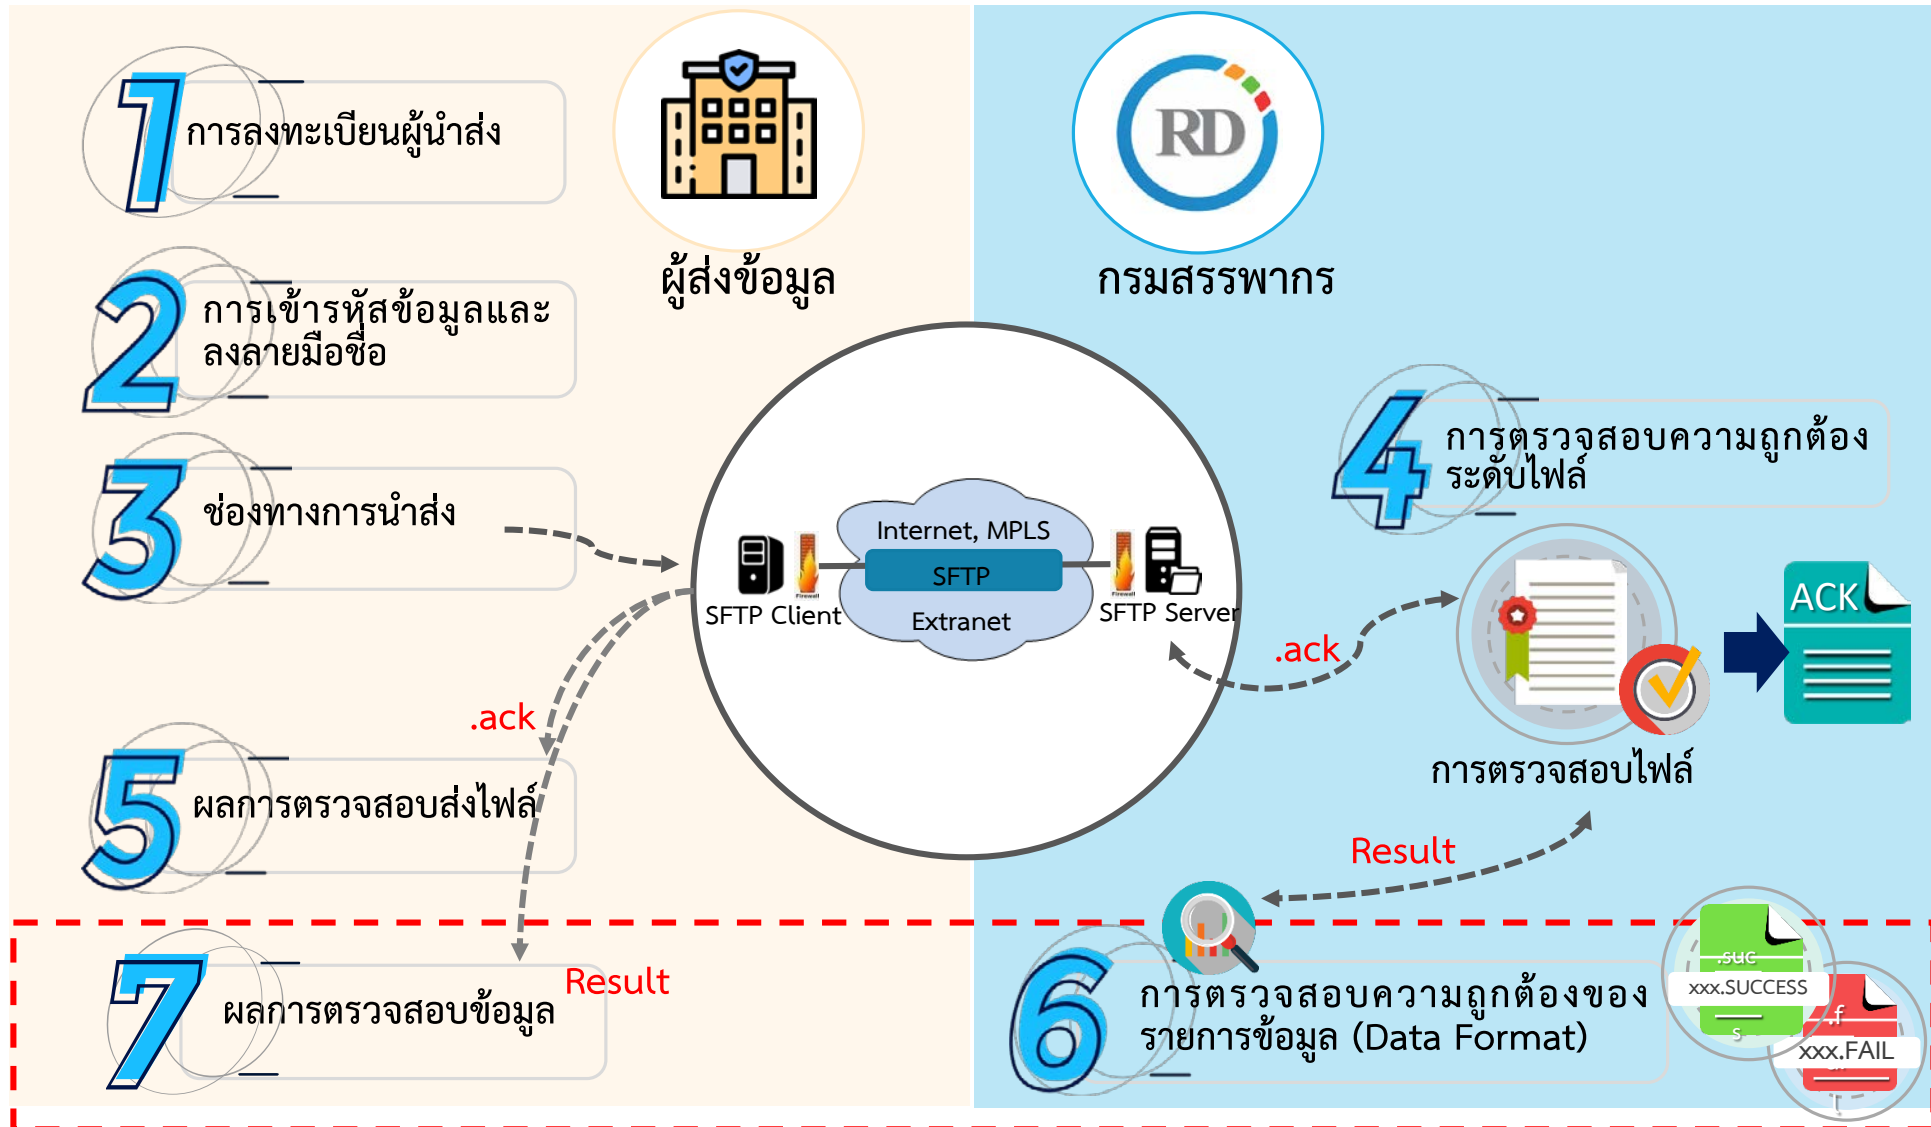 1
การลงทะเบียนผู้นำส่ง
2
การเข้ารหัสข้อมูลและ
ลงลายมือชื่อ
3
ช่องทางการนำส่ง
ผู้ส่งข้อมูล
RD
กรมสรรพากร
Internet, MPLS
SFTP
Extranet
Firewall
SFTP Client
Firewall
SFTP Server
4
การตรวจสอบความถูกต้อง
ระดับไฟล์
.ack
ACK
การตรวจสอบไฟล์
.ack
5
ผลการตรวจสอบส่งไฟล์
Result
6
การตรวจสอบความถูกต้องของ
รายการข้อมูล (Data Format)
.suc
xxx.SUCCESS
s
.f
xxx.FAIL
7
ผลการตรวจสอบข้อมูล
Result